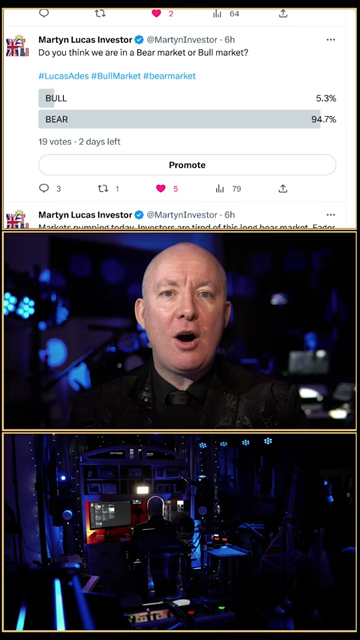 2
64
Martyn Lucas Investor @MartynInvestor · 6h
Do you think we are in a Bear market or Bull market?
#LucasAdes #BullMarket #bearmarket
BULL 5.3%
BEAR 94.7%
19 votes · 2 days left
Promote
3 1 5 79
Martyn Lucas Investor @MartynInvestor · 6h
Markets pumping today. Investors are tired of this long bear market. Eager